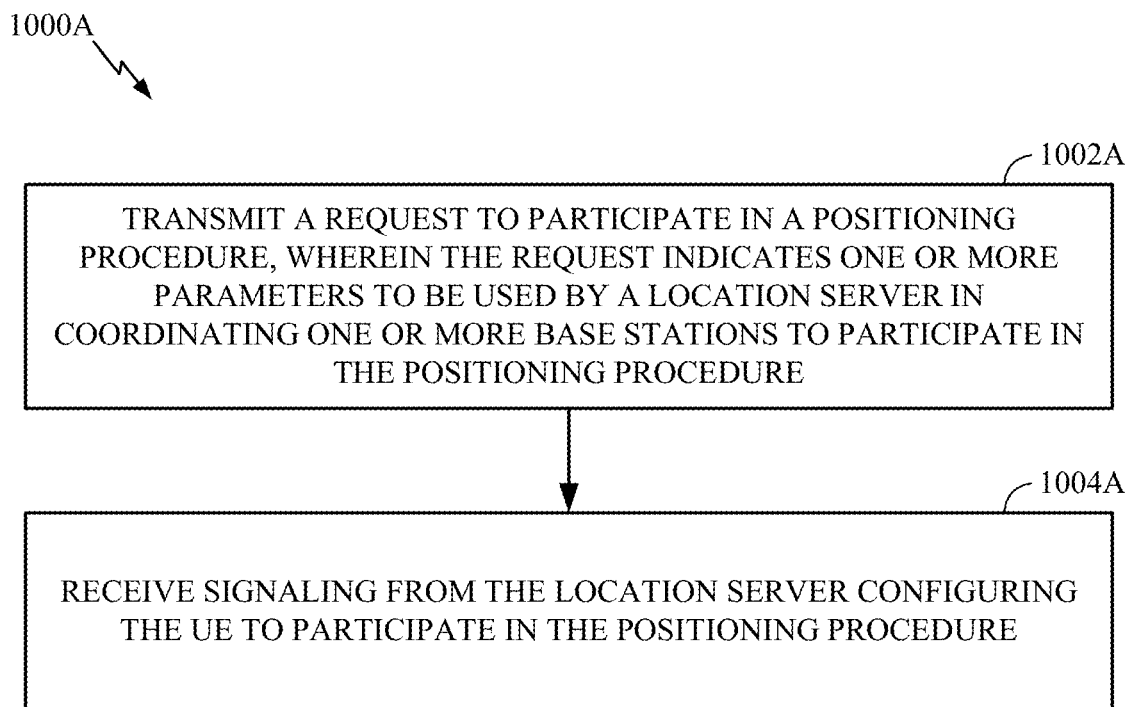 1000A
1002A
TRANSMIT A REQUEST TO PARTICIPATE IN A POSITIONING
PROCEDURE, WHEREIN THE REQUEST INDICATES ONE OR MORE
PARAMETERS TO BE USED BY A LOCATION SERVER IN
COORDINATING ONE OR MORE BASE STATIONS TO PARTICIPATE IN
THE POSITIONING PROCEDURE
1004A
RECEIVE SIGNALING FROM THE LOCATION SERVER CONFIGURING
THE UE TO PARTICIPATE IN THE POSITIONING PROCEDURE